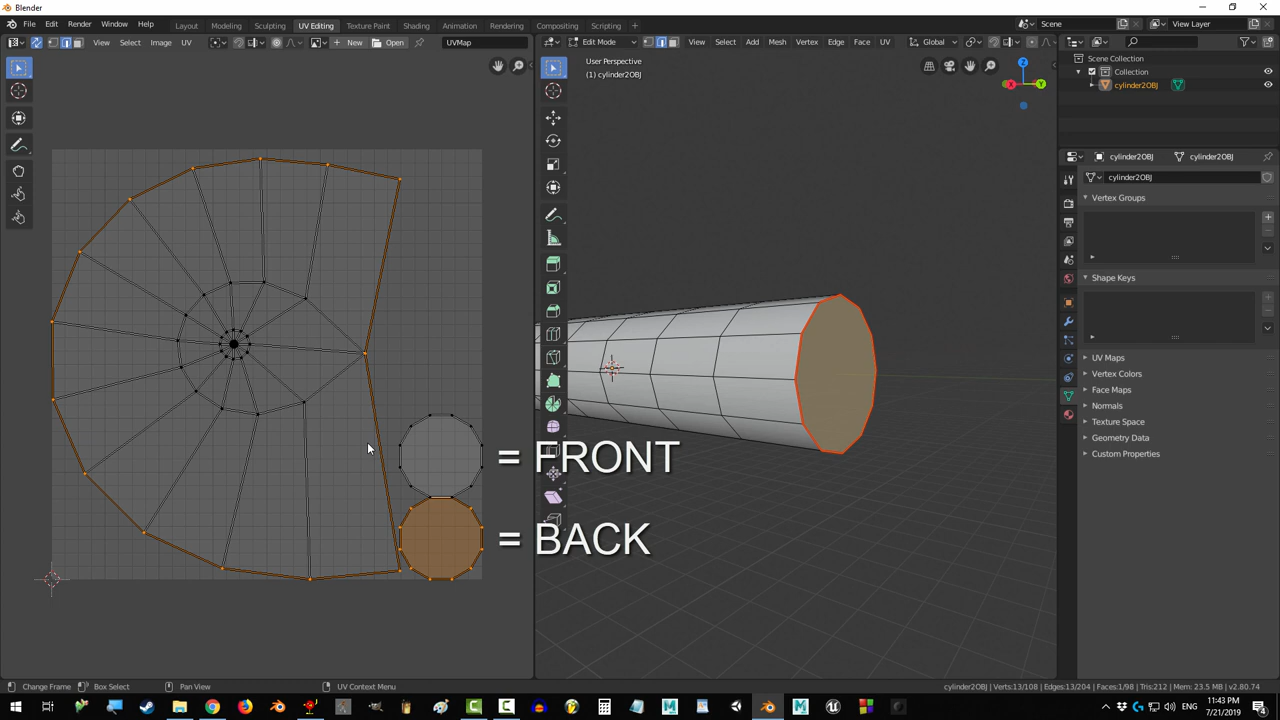 Blender
File Edit Render Window Help Layout Modeling Sculpting UV Editing Texture Paint Shading Animation Rendering Compositing Scripting Scene View Layer
View Select Image UV New Open UVMap Edit Mode View Select Add Mesh Vertex Edge Face UV Global
User Perspective
(1) cylinder2OBJ
Scene Collection
Collection
cylinder2OBJ
cylinder2OBJ cylinder2OBJ
cylinder2OBJ
Vertex Groups
Shape Keys
UV Maps
Vertex Colors
Face Maps
Normals
Texture Space
Geometry Data
Custom Properties
= FRONT
= BACK
Z
X
Y
Change Frame Box Select Pan View UV Context Menu cylinder2OBJ | Verts:13/108 | Edges:13/204 | Faces:1/98 | Tris:212 | Mem: 23.5 MB | v2.80.74
ENG 11:43 PM
7/21/2019